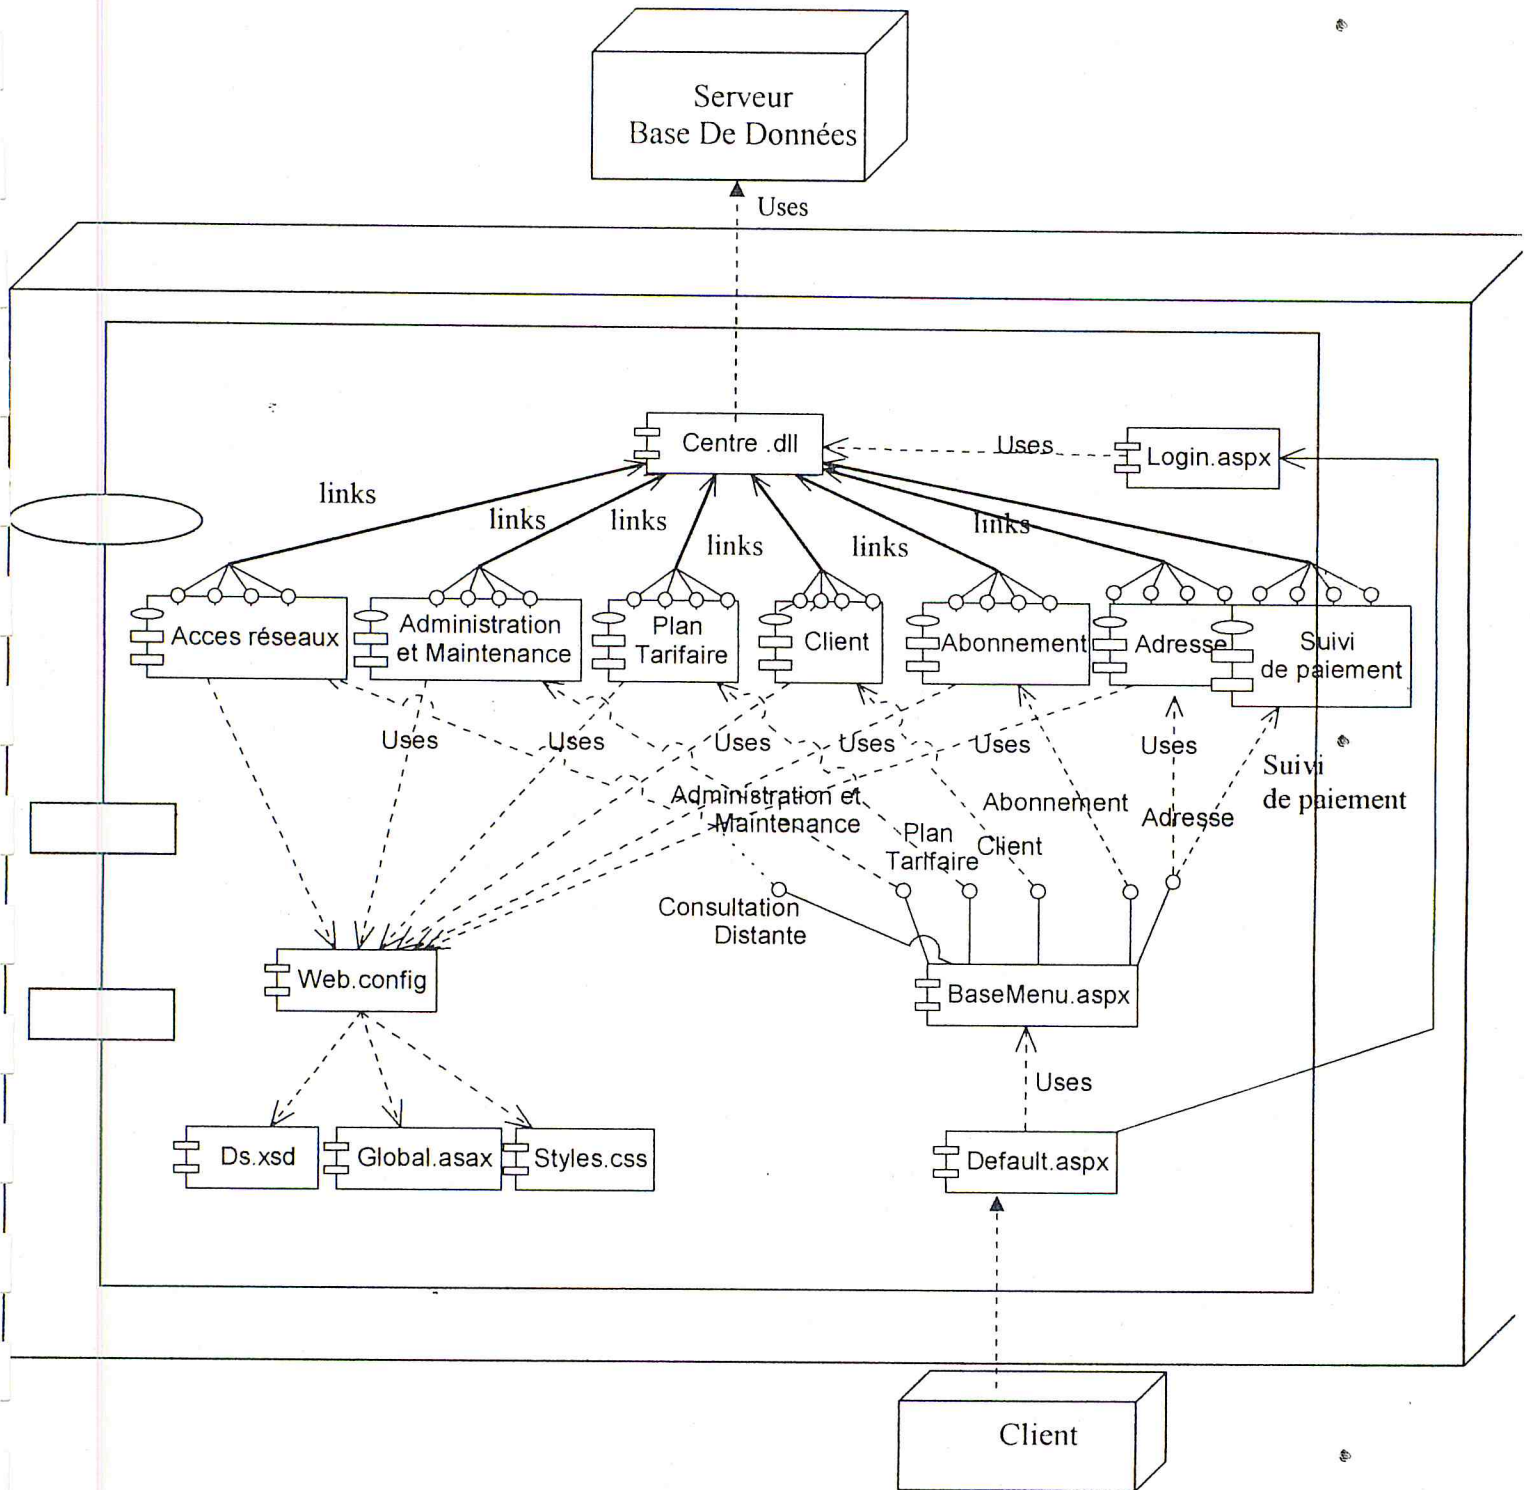 Serveur
Base De Données
Uses
Centre .dll
Uses
Login.aspx
links
links
links
links
links
links
Acces réseaux
Administration
et Maintenance
Plan
Tarifaire
Client
Abonnement
Adresse
Suivi
de paiement
Uses
Uses
Uses
Uses
Uses
Uses
Suivi
de paiement
Administration et
Maintenance
Abonnement
Adresse
Plan
Tarifaire
Client
Consultation
Distante
Web.config
BaseMenu.aspx
Uses
Ds.xsd
Global.asax
Styles.css
Default.aspx
Client